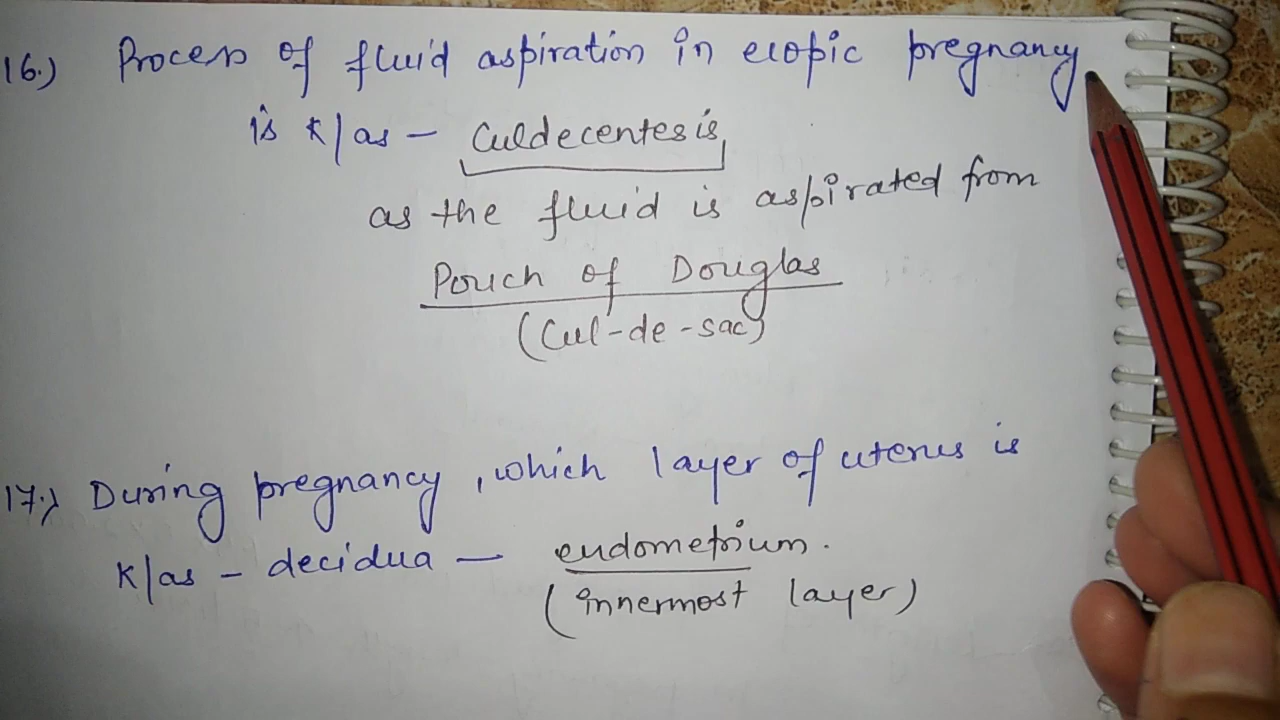 16.) Process of fluid aspiration in ecopic pregnancy
is k/as - Culdecentesis
as the fluid is aspirated from
Pouch of Douglas
(Cul-de-sac)
17.) During pregnancy, which layer of uterus is
k/as - decidua - endometrium.
(innermost layer)